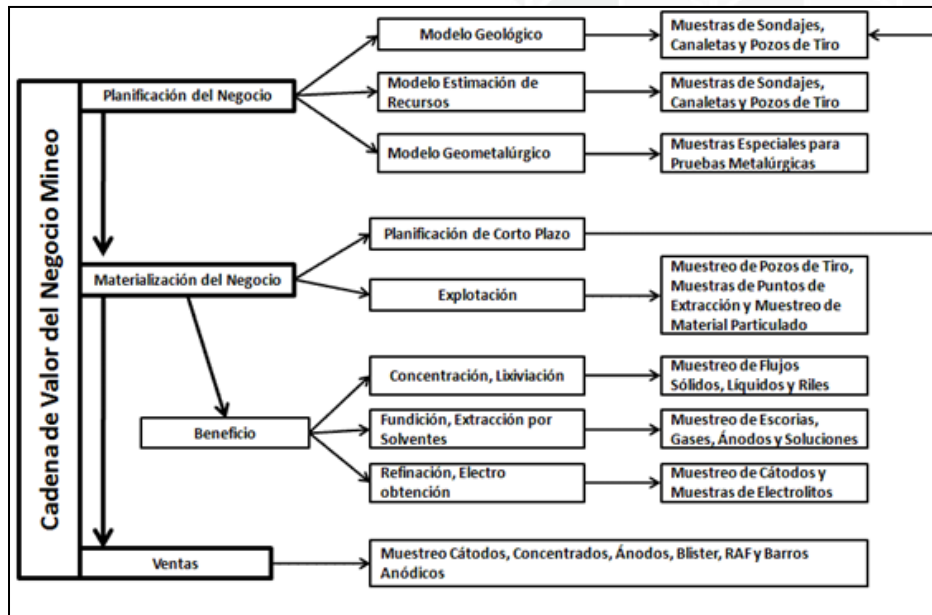 Cadena de Valor del Negocio Mineo
Planificación del Negocio
Modelo Geológico
Muestras de Sondajes,
Canaletas y Pozos de Tiro
Modelo Estimación de
Recursos
Muestras de Sondajes,
Canaletas y Pozos de Tiro
Modelo Geometalúrgico
Muestras Especiales para
Pruebas Metalúrgicas
Materialización del Negocio
Planificación de Corto Plazo
Explotación
Muestreo de Pozos de Tiro,
Muestras de Puntos de
Extracción y Muestreo de
Material Particulado
Beneficio
Concentración, Lixiviación
Muestreo de Flujos
Sólidos, Líquidos y Riles
Fundición, Extracción por
Solventes
Muestreo de Escorias,
Gases, Ánodos y Soluciones
Refinación, Electro
obtención
Muestreo de Cátodos y
Muestras de Electrolitos
Ventas
Muestreo Cátodos, Concentrados, Ánodos, Blister, RAF y Barros
Anódicos